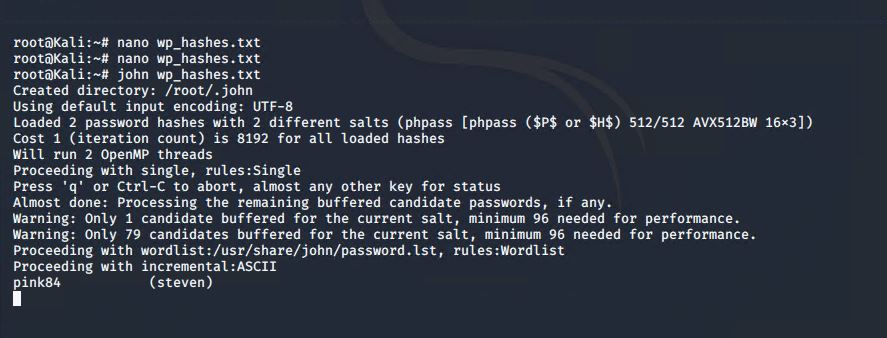 root@Kali:~# nano wp_hashes.txt
root@Kali:~# nano wp_hashes.txt
root@Kali:~# john wp_hashes.txt
Created directory: /root/.john
Using default input encoding: UTF-8
Loaded 2 password hashes with 2 different salts (phpass [phpass ($P$ or $H$) 512/512 AVX512BW 16×3])
Cost 1 (iteration count) is 8192 for all loaded hashes
Will run 2 OpenMP threads
Proceeding with single, rules:Single
Press 'q' or Ctrl-C to abort, almost any other key for status
Almost done: Processing the remaining buffered candidate passwords, if any.
Warning: Only 1 candidate buffered for the current salt, minimum 96 needed for performance.
Warning: Only 79 candidates buffered for the current salt, minimum 96 needed for performance.
Proceeding with wordlist:/usr/share/john/password.lst, rules:Wordlist
Proceeding with incremental:ASCII
pink84           (steven)